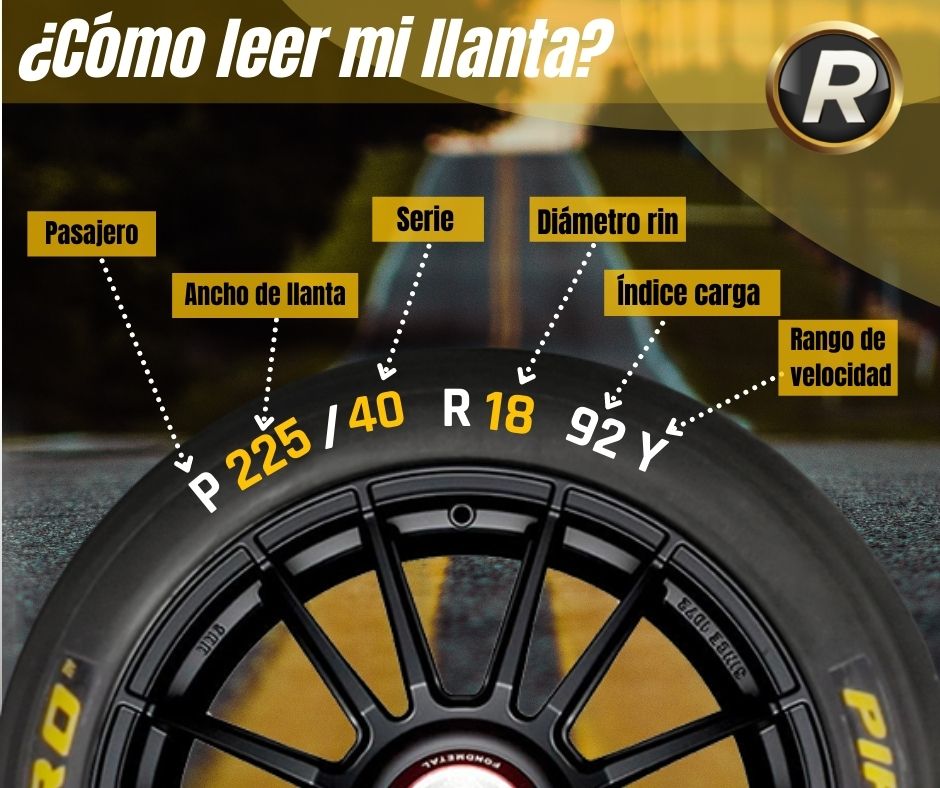 ¿Cómo leer mi llanta?
R
Pasajero
Serie
Diámetro rin
Ancho de llanta
Índice carga
Rango de
velocidad
P 225 / 40 R 18 92 Y
FONDMETAL